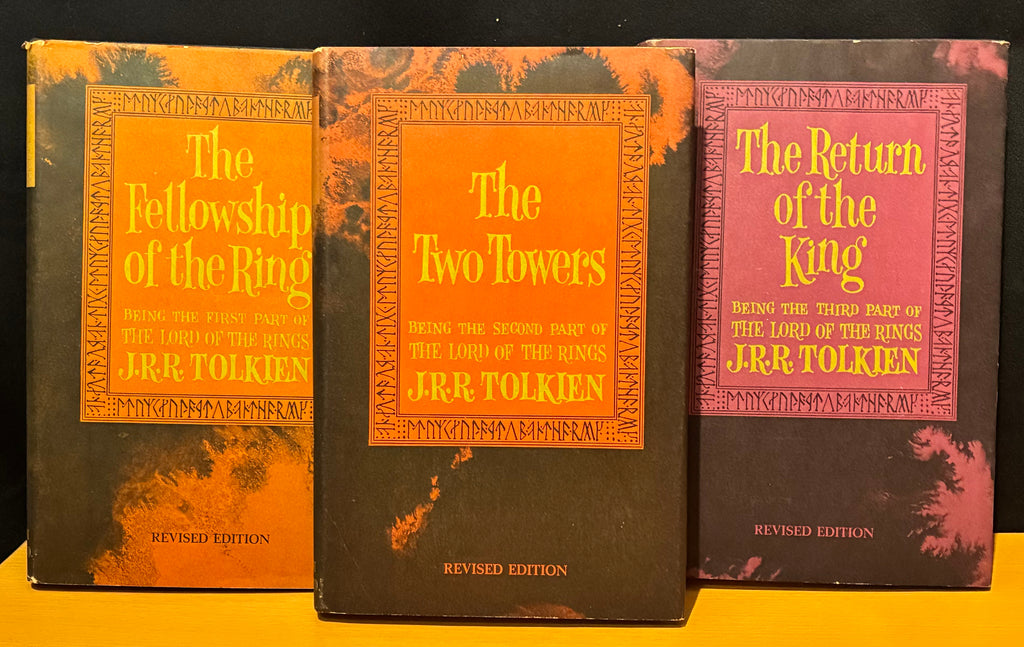 The
Fellowship
of the Ring
BEING THE FIRST PART OF
THE LORD OF THE RINGS
J.R.R. TOLKIEN
REVISED EDITION
The
Two Towers
BEING THE SECOND PART OF
THE LORD OF THE RINGS
J.R.R. TOLKIEN
REVISED EDITION
The Return
of the
King
BEING THE THIRD PART OF
THE LORD OF THE RINGS
J.R.R. TOLKIEN
REVISED EDITION